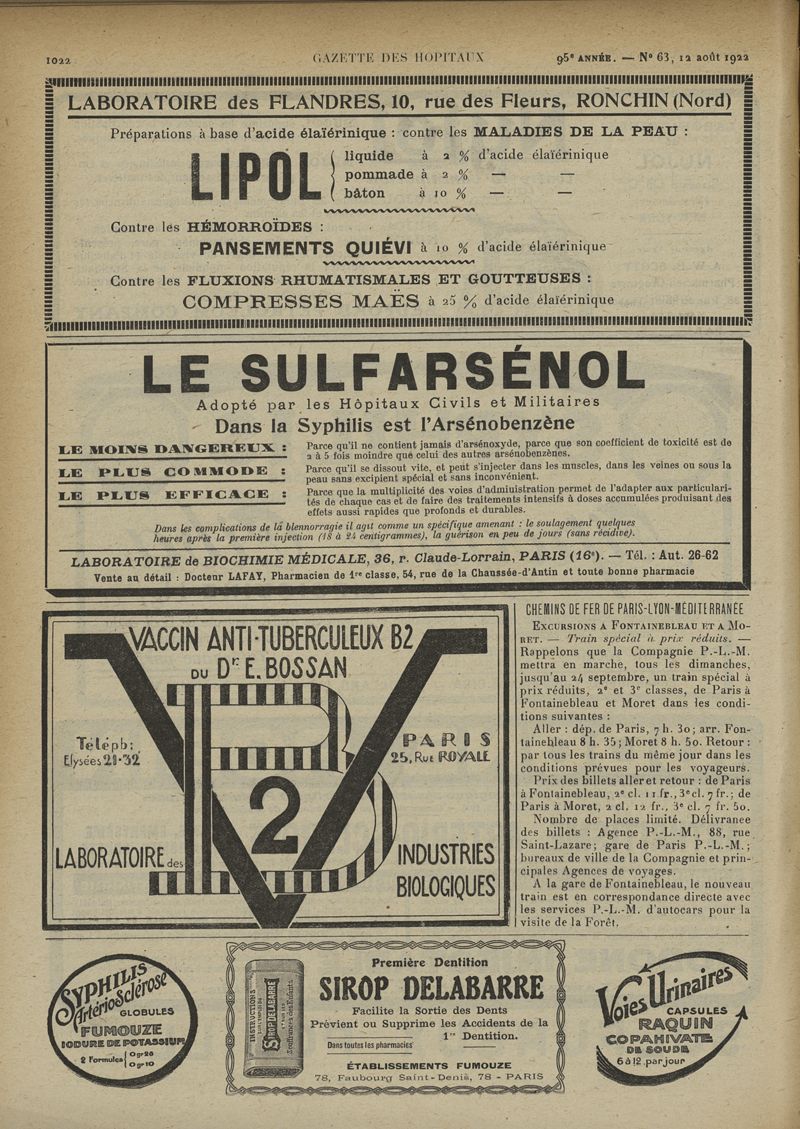 1022 GAZETTE DES HOPITAUX 95e ANNÉE. — No 63, 12 août 1922
LABORATOIRE des FLANDRES, 10, rue des Fleurs, RONCHIN (Nord)
Préparations à base d'acide élaïérinique : contre les MALADIES DE LA PEAU :
LIPOL
liquide à 2 % d'acide élaïérinique
pommade à 2 % — —
bâton à 10 % — —
Contre les HÉMORROÏDES :
PANSEMENTS QUIÉVI à 10 % d'acide élaïérinique
Contre les FLUXIONS RHUMATISMALES ET GOUTTEUSES :
COMPRESSES MAËS à 25 % d'acide élaïérinique
LE SULFARSÉNOL
Adopté par les Hôpitaux Civils et Militaires
Dans la Syphilis est l'Arsénobenzène
LE MOINS DANGEREUX : Parce qu'il ne contient jamais d'arsénoxyde, parce que son coefficient de toxicité est de
2 à 5 fois moindre que celui des autres arsénobenzènes.
LE PLUS COMMODE : Parce qu'il se dissout vite, et peut s'injecter dans les muscles, dans les veines ou sous la
peau sans excipient spécial et sans inconvénient.
LE PLUS EFFICACE : Parce que la multiplicité des voies d'administration permet de l'adapter aux particulari-
tés de chaque cas et de faire des traitements intensifs à doses accumulées produisant des
effets aussi rapides que profonds et durables.
Dans les complications de la blennorragie il agit comme un spécifique amenant : le soulagement quelques
heures après la première injection (18 à 24 centigrammes), la guérison en peu de jours (sans récidive).
LABORATOIRE de BIOCHIMIE MÉDICALE, 36, r. Claude-Lorrain, PARIS (16e). — Tél. : Aut. 26-62
Vente au détail : Docteur LAFAY, Pharmacien de 1re classe, 54, rue de la Chaussée-d'Antin et toute bonne pharmacie
VACCIN ANTI-TUBERCULEUX B2
DU Dr E. BOSSAN
Téléph:
Elysées 21-32
PARIS
25, RUE ROYALE
BV
2
LABORATOIRE des
INDUSTRIES
BIOLOGIQUES
CHEMINS DE FER DE PARIS-LYON-MÉDITERRANÉE
EXCURSIONS A FONTAINEBLEAU ET A MO-
RET. — Train spécial à prix réduits. —
Rappelons que la Compagnie P.-L.-M.
mettra en marche, tous les dimanches,
jusqu'au 24 septembre, un train spécial à
prix réduits, 2e et 3e classes, de Paris à
Fontainebleau et Moret dans les condi-
tions suivantes :
Aller : dép. de Paris, 7 h. 30; arr. Fon-
tainebleau 8 h. 35; Moret 8 h. 50. Retour :
par tous les trains du même jour dans les
conditions prévues pour les voyageurs.
Prix des billets aller et retour : de Paris
à Fontainebleau, 2e cl. 11 fr., 3e cl. 7 fr.; de
Paris à Moret, 2 cl. 12 fr., 3e cl. 7 fr. 50.
Nombre de places limité. Délivrance
des billets : Agence P.-L.-M., 88, rue
Saint-Lazare; gare de Paris P.-L.-M.;
bureaux de ville de la Compagnie et prin-
cipales Agences de voyages.
A la gare de Fontainebleau, le nouveau
train est en correspondance directe avec
les services P.-L.-M. d'autocars pour la
visite de la Forêt.
SYPHILIS
Artério Sclérose
GLOBULES
FUMOUZE
IODURE DE POTASSIUM
2 Formules
0gr25
0gr10
INSTRUCTIONS
SIROP DELABARRE
Souffrances des Enfants
Première Dentition
SIROP DELABARRE
Facilite la Sortie des Dents
Prévient ou Supprime les Accidents de la
1re Dentition.
Dans toutes les pharmacies
ÉTABLISSEMENTS FUMOUZE
78, Faubourg Saint-Denis, 78 - PARIS
Voies Urinaires
CAPSULES
RAQUIN
COPAHIVATE
DE SOUDE
6 à 12 par jour